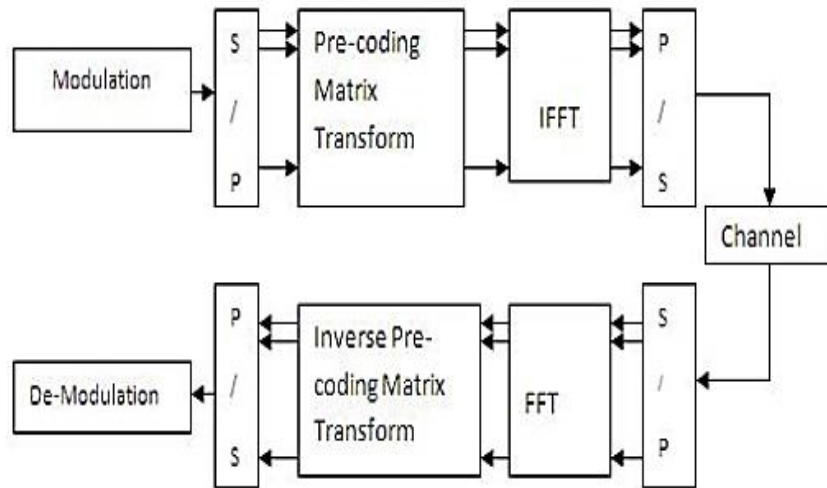 Modulation
S
/
P
Pre-coding
Matrix
Transform
IFFT
P
/
S
Channel
S
/
P
FFT
Inverse Pre-
coding Matrix
Transform
P
/
S
De-Modulation